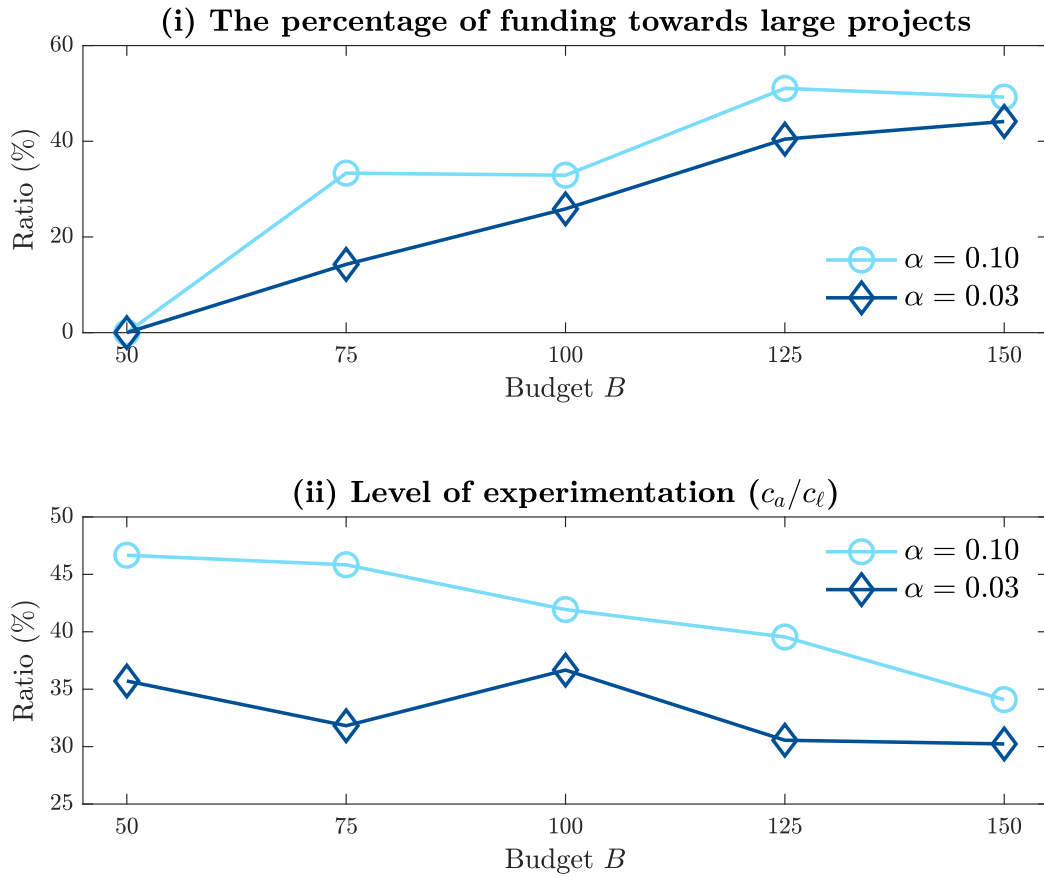 (i) The percentage of funding towards large projects
60
40
20
0
Ratio (%)
α = 0.10
α = 0.03
50 75 100 125 150
Budget B
(ii) Level of experimentation (cₐ/c_ℓ)
50
45
40
35
30
25
Ratio (%)
α = 0.10
α = 0.03
50 75 100 125 150
Budget B